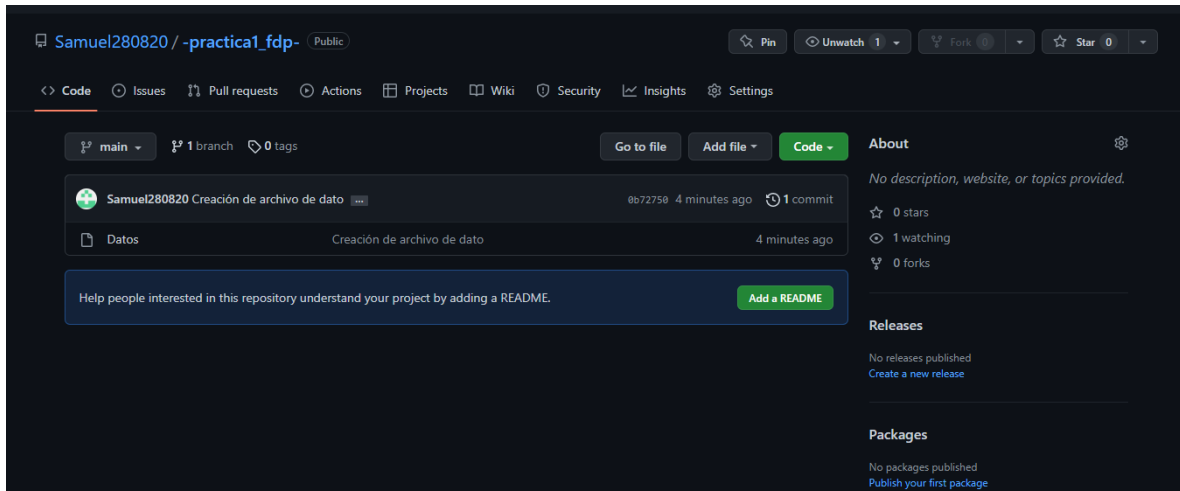 Samuel280820 / -practica1_fdp- Public
Pin Unwatch 1 Fork 0 Star 0
<> Code Issues Pull requests Actions Projects Wiki Security Insights Settings
main 1 branch 0 tags Go to file Add file Code
About
No description, website, or topics provided.
Samuel280820 Creación de archivo de dato ... 0b72750 4 minutes ago 1 commit
Datos Creación de archivo de dato 4 minutes ago
0 stars
1 watching
0 forks
Help people interested in this repository understand your project by adding a README. Add a README
Releases
No releases published
Create a new release
Packages
No packages published
Publish your first package